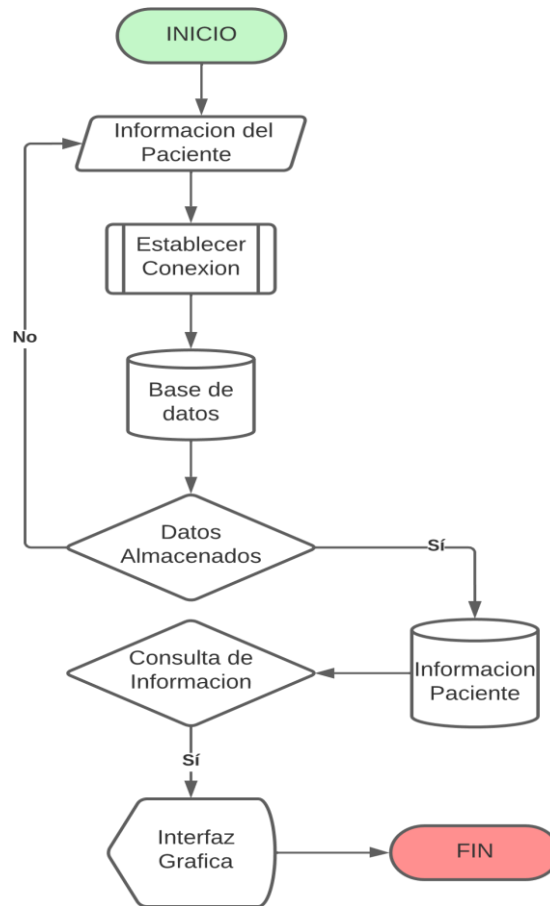 INICIO
Informacion del
Paciente
Establecer
Conexion
No
Base de
datos
Datos
Almacenados
Sí
Consulta de
Informacion
Informacion
Paciente
Sí
Interfaz
Grafica
FIN